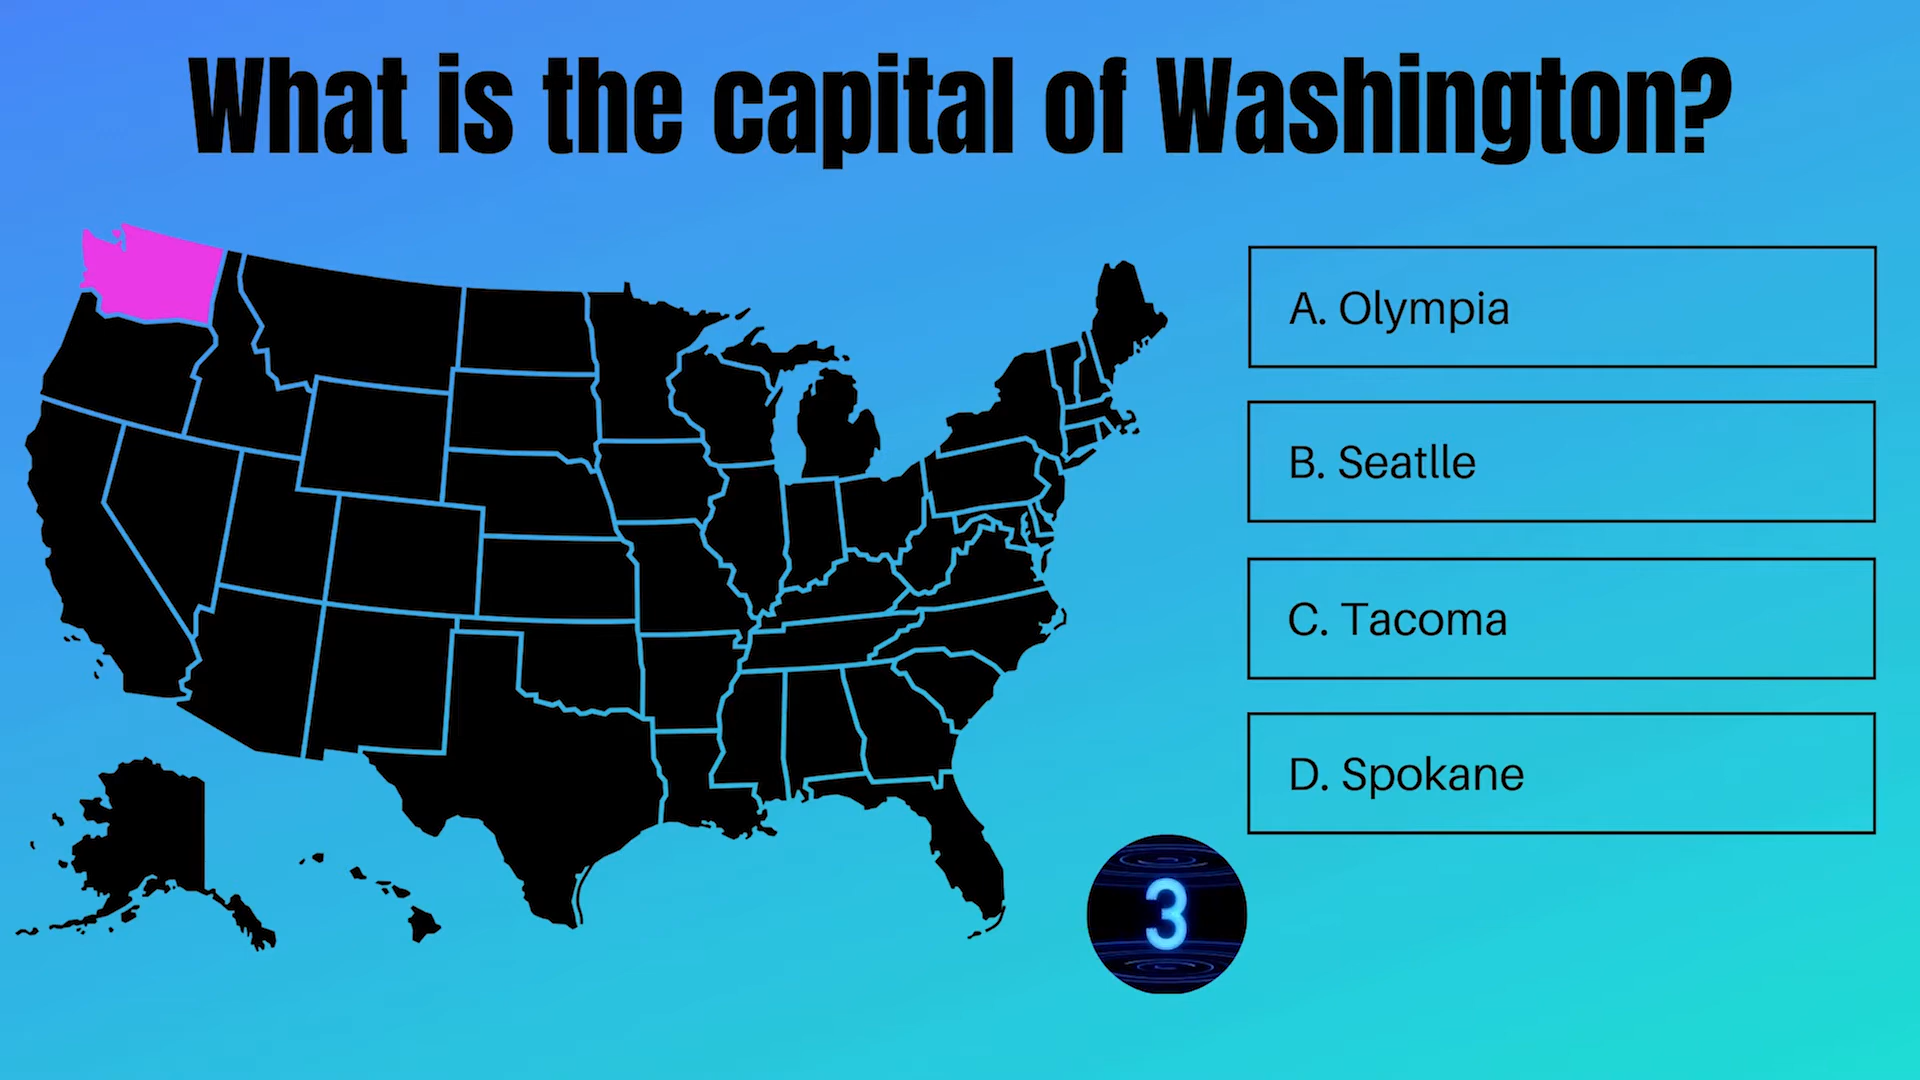 What is the capital of Washington?
A. Olympia
B. Seatlle
C. Tacoma
D. Spokane
3